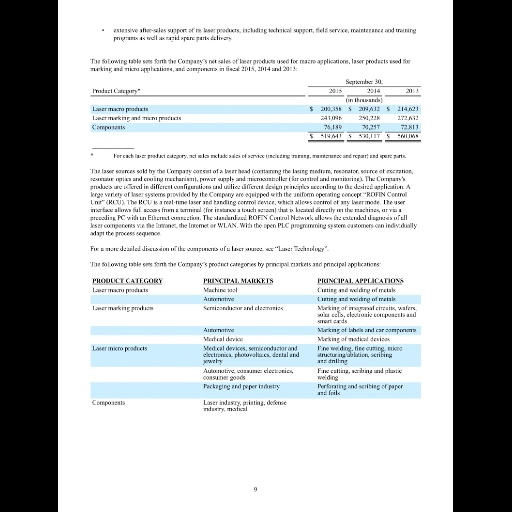 • extensive after-sales support of its laser products, including technical support, field service, maintenance and training
programs as well as rapid spare parts delivery.
The following table sets forth the Company's net sales of laser products used for macro applications, laser products used for
marking and micro applications, and components in fiscal 2015, 2014 and 2013:
September 30,
Product Category* 2015 2014 2013
(in thousands)
Laser macro products $ 200,358 $ 209,632 $ 214,623
Laser marking and micro products 243,096 250,228 272,632
Components 76,189 70,257 72,813
$ 519,643 $ 530,117 $ 560,068
* For each laser product category, net sales include sales of service (including training, maintenance and repair) and spare parts.
The laser sources sold by the Company consist of a laser head (containing the lasing medium, resonator, source of excitation,
resonator optics and cooling mechanism), power supply and microcontroller (for control and monitoring). The Company's
products are offered in different configurations and utilize different design principles according to the desired application. A
large variety of laser systems provided by the Company are equipped with the uniform operating concept "ROFIN Control
Unit" (RCU). The RCU is a real-time laser and handling control device, which allows control of any laser mode. The user
interface allows full access from a terminal (for instance a touch screen) that is located directly on the machines, or via a
preceding PC with an Ethernet connection. The standardized ROFIN Control Network allows the extended diagnosis of all
laser components via the Intranet, the Internet or WLAN. With the open PLC programming system customers can individually
adapt the process sequence.
For a more detailed discussion of the components of a laser source, see "Laser Technology".
The following table sets forth the Company's product categories by principal markets and principal applications:
PRODUCT CATEGORY PRINCIPAL MARKETS PRINCIPAL APPLICATIONS
Laser macro products Machine tool Cutting and welding of metals
Automotive Cutting and welding of metals
Laser marking products Semiconductor and electronics Marking of integrated circuits, wafers,
solar cells, electronic components and
smart cards
Automotive Marking of labels and car components
Medical device Marking of medical devices
Laser micro products Medical devices, semiconductor and Fine welding, fine cutting, micro
electronics, photovoltaics, dental and structuring/ablation, scribing
jewelry and drilling
Automotive, consumer electronics, Fine cutting, scribing and plastic
consumer goods welding
Packaging and paper industry Perforating and scribing of paper
and foils
Components Laser industry, printing, defense
industry, medical
9